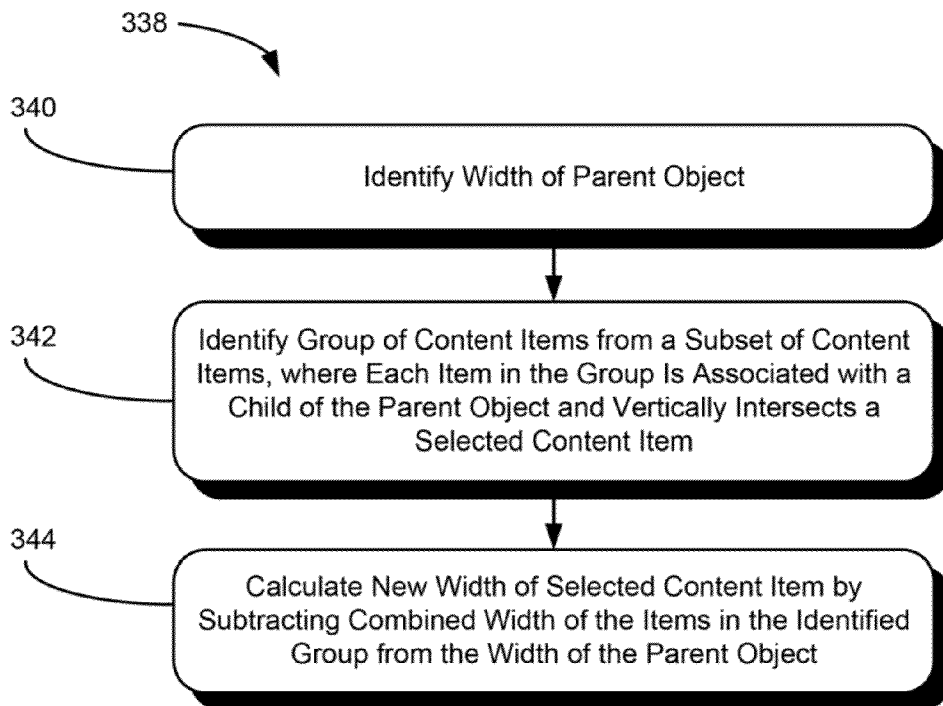 338
340
Identify Width of Parent Object
342
Identify Group of Content Items from a Subset of Content
Items, where Each Item in the Group Is Associated with a
Child of the Parent Object and Vertically Intersects a
Selected Content Item
344
Calculate New Width of Selected Content Item by
Subtracting Combined Width of the Items in the Identified
Group from the Width of the Parent Object